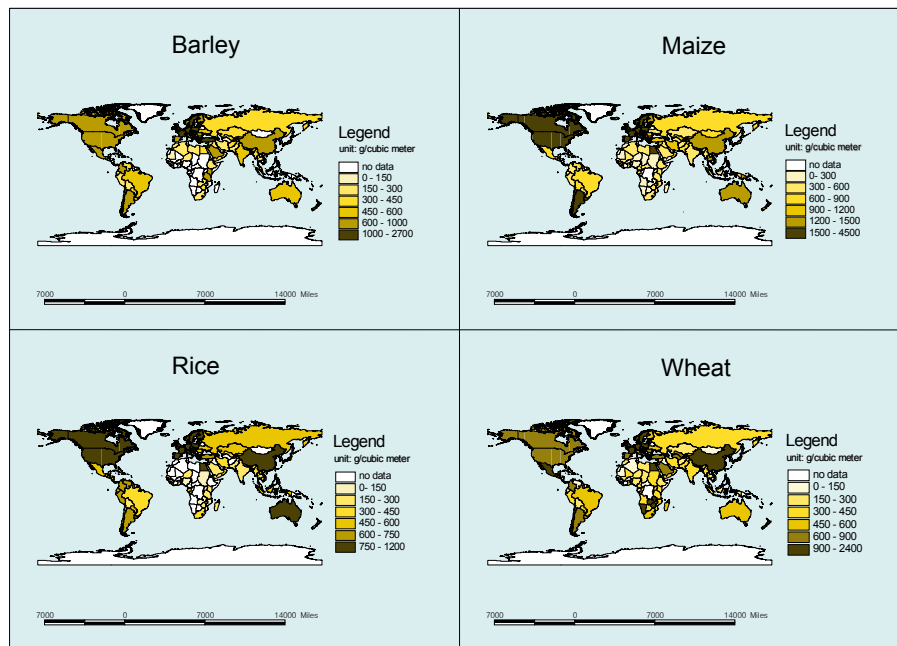 Barley
Legend
unit: g/cubic meter
no data
0 - 150
150 - 300
300 - 450
450 - 600
600 - 1000
1000 - 2700
7000 0 7000 14000 Miles
Maize
Legend
unit: g/cubic meter
no data
0- 300
300 - 600
600 - 900
900 - 1200
1200 - 1500
1500 - 4500
7000 0 7000 14000 Miles
Rice
Legend
unit: g/cubic meter
no data
0- 150
150 - 300
300 - 450
450 - 600
600 - 750
750 - 1200
7000 0 7000 14000 Miles
Wheat
Legend
unit: g/cubic meter
no data
0 - 150
150 - 300
300 - 450
450 - 600
600 - 900
900 - 2400
7000 0 7000 14000 Miles